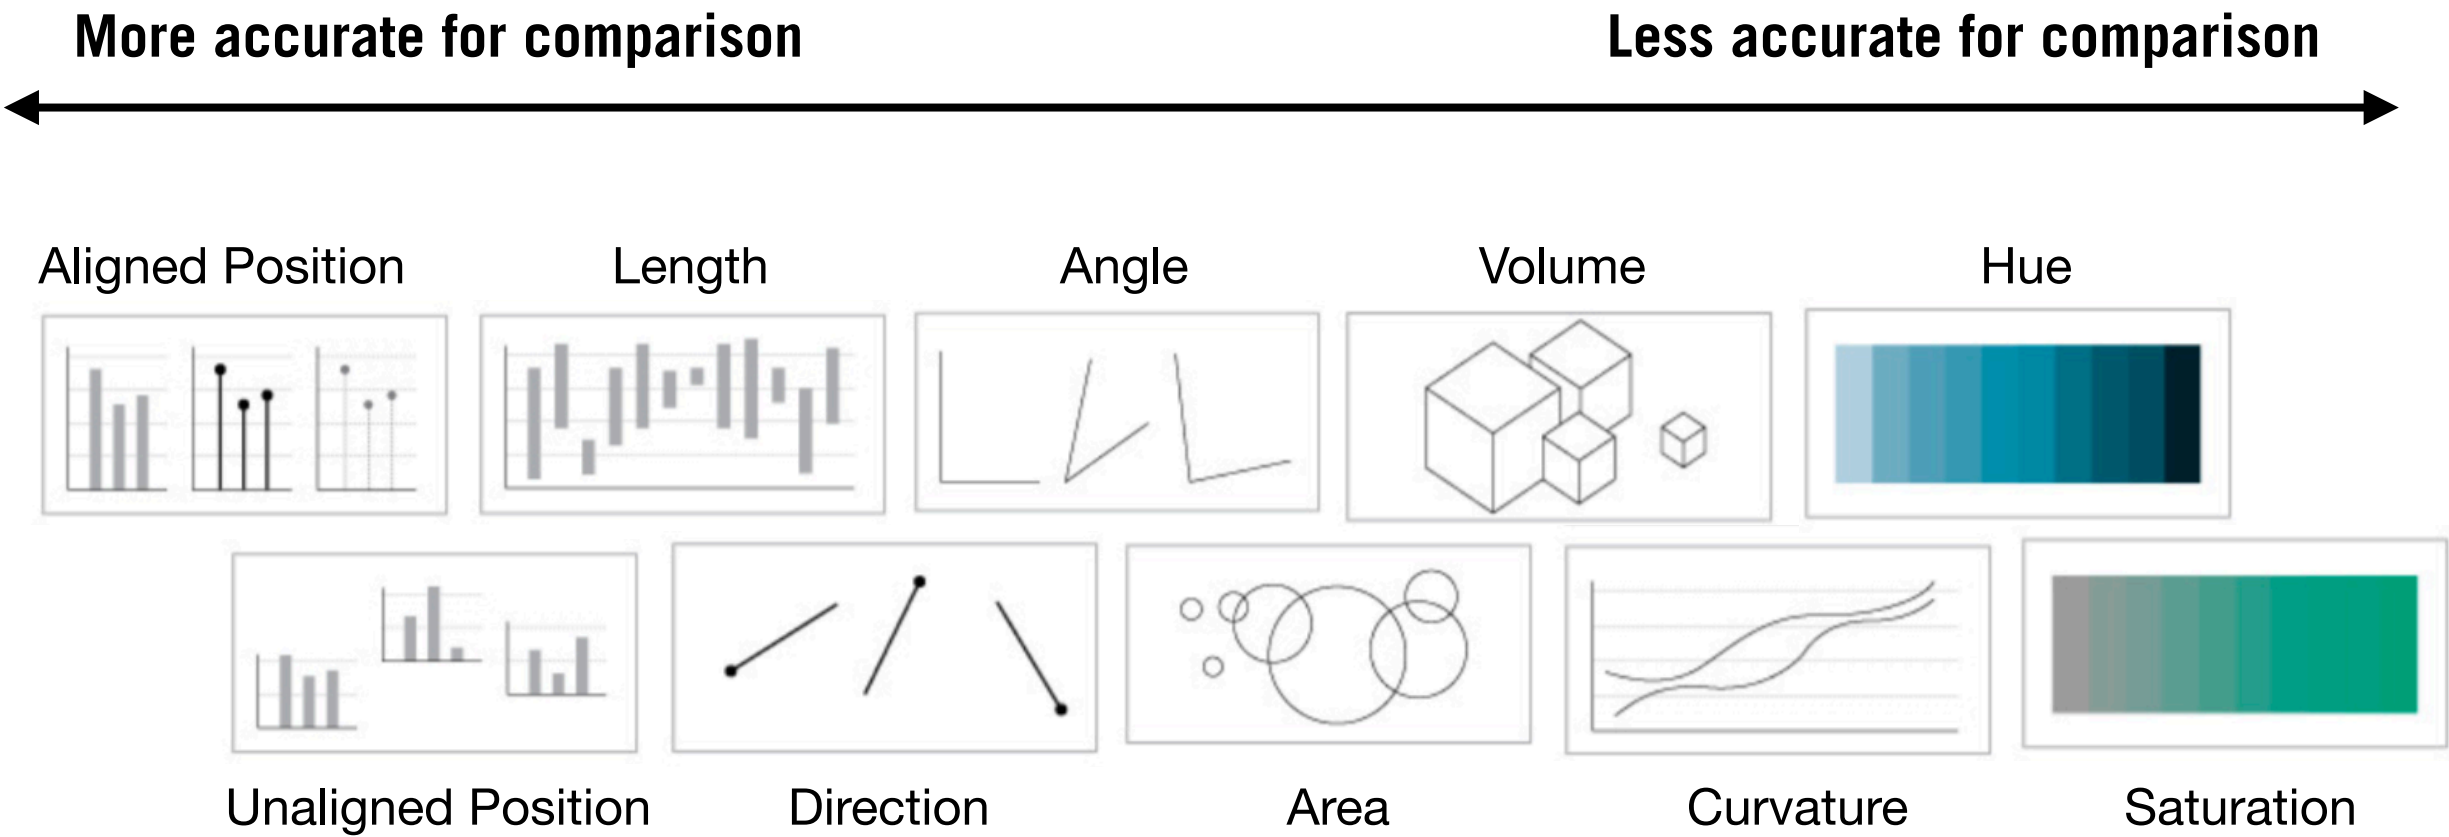 More accurate for comparison
Less accurate for comparison
Aligned Position
Length
Angle
Volume
Hue
Unaligned Position
Direction
Area
Curvature
Saturation